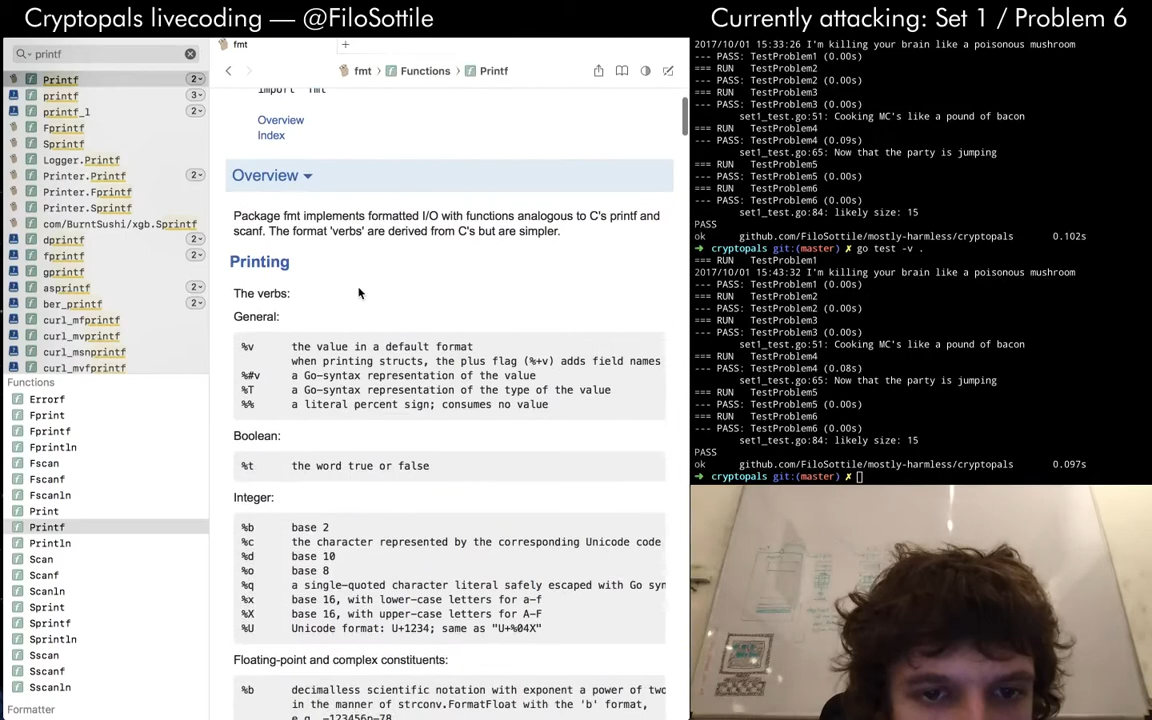 Cryptopals livecoding — @FiloSottile
Currently attacking: Set 1 / Problem 6
printf
Printf
2
printf
3
printf_l
2
Fprintf
Sprintf
Logger.Printf
Printer.Printf
2
Printer.Fprintf
Printer.Sprintf
com/BurntSushi/xgb.Sprintf
dprintf
2
fprintf
2
gprintf
asprintf
2
ber_printf
2
curl_mfprintf
curl_mvprintf
curl_msnprintf
curl_mvfprintf
Functions
Errorf
Fprint
Fprintf
Fprintln
Fscan
Fscanf
Fscanln
Print
Printf
Println
Scan
Scanf
Scanln
Sprint
Sprintf
Sprintln
Sscan
Sscanf
Sscanln
Formatter
fmt
fmt > Functions > Printf
import "fmt"
Overview
Index
Overview
Package fmt implements formatted I/O with functions analogous to C's printf and
scanf. The format 'verbs' are derived from C's but are simpler.
Printing
The verbs:
General:
%v the value in a default format
when printing structs, the plus flag (%+v) adds field names
%#v a Go-syntax representation of the value
%T a Go-syntax representation of the type of the value
%% a literal percent sign; consumes no value
Boolean:
%t the word true or false
Integer:
%b base 2
%c the character represented by the corresponding Unicode code
%d base 10
%o base 8
%q a single-quoted character literal safely escaped with Go syn
%x base 16, with lower-case letters for a-f
%X base 16, with upper-case letters for A-F
%U Unicode format: U+1234; same as "U+%04X"
Floating-point and complex constituents:
%b decimalless scientific notation with exponent a power of two
in the manner of strconv.FormatFloat with the 'b' format,
e.g. -123456p-78
2017/10/01 15:33:26 I'm killing your brain like a poisonous mushroom
--- PASS: TestProblem1 (0.00s)
=== RUN TestProblem2
--- PASS: TestProblem2 (0.00s)
=== RUN TestProblem3
--- PASS: TestProblem3 (0.00s)
set1_test.go:51: Cooking MC's like a pound of bacon
=== RUN TestProblem4
--- PASS: TestProblem4 (0.09s)
set1_test.go:65: Now that the party is jumping
=== RUN TestProblem5
--- PASS: TestProblem5 (0.00s)
=== RUN TestProblem6
--- PASS: TestProblem6 (0.00s)
set1_test.go:84: likely size: 15
PASS
ok github.com/FiloSottile/mostly-harmless/cryptopals 0.102s
➜ cryptopals git:(master) ✗ go test -v .
=== RUN TestProblem1
2017/10/01 15:43:32 I'm killing your brain like a poisonous mushroom
--- PASS: TestProblem1 (0.00s)
=== RUN TestProblem2
--- PASS: TestProblem2 (0.00s)
=== RUN TestProblem3
--- PASS: TestProblem3 (0.00s)
set1_test.go:51: Cooking MC's like a pound of bacon
=== RUN TestProblem4
--- PASS: TestProblem4 (0.08s)
set1_test.go:65: Now that the party is jumping
=== RUN TestProblem5
--- PASS: TestProblem5 (0.00s)
=== RUN TestProblem6
--- PASS: TestProblem6 (0.00s)
set1_test.go:84: likely size: 15
PASS
ok github.com/FiloSottile/mostly-harmless/cryptopals 0.097s
➜ cryptopals git:(master) ✗